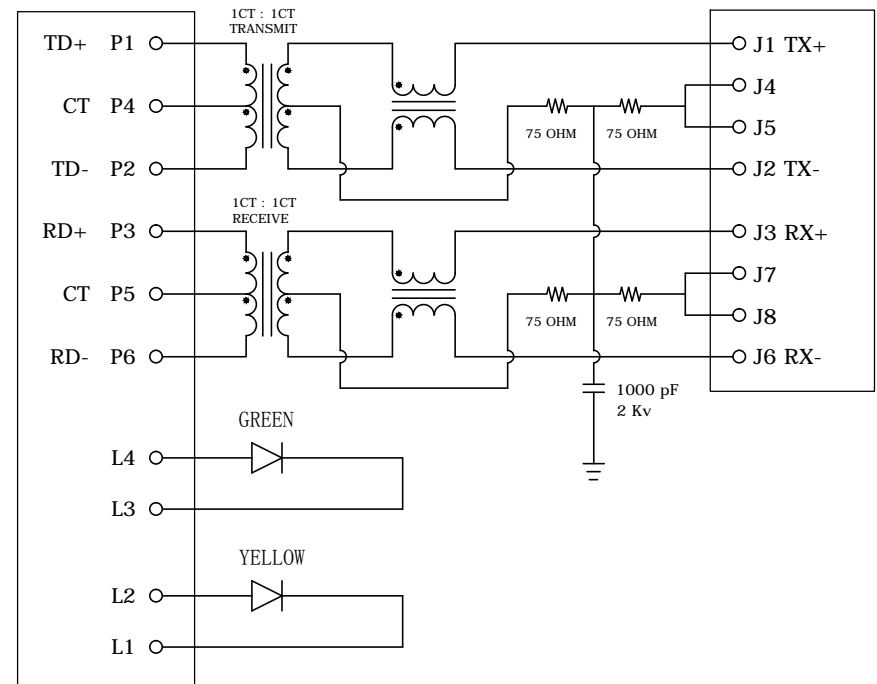 1CT : 1CT
TRANSMIT
TD+ P1
J1 TX+
J4
CT P4
75 OHM
75 OHM
J5
TD- P2
J2 TX-
1CT : 1CT
RECEIVE
RD+ P3
J3 RX+
J7
CT P5
75 OHM
75 OHM
J8
RD- P6
J6 RX-
1000 pF
2 Kv
GREEN
L4
L3
YELLOW
L2
L1